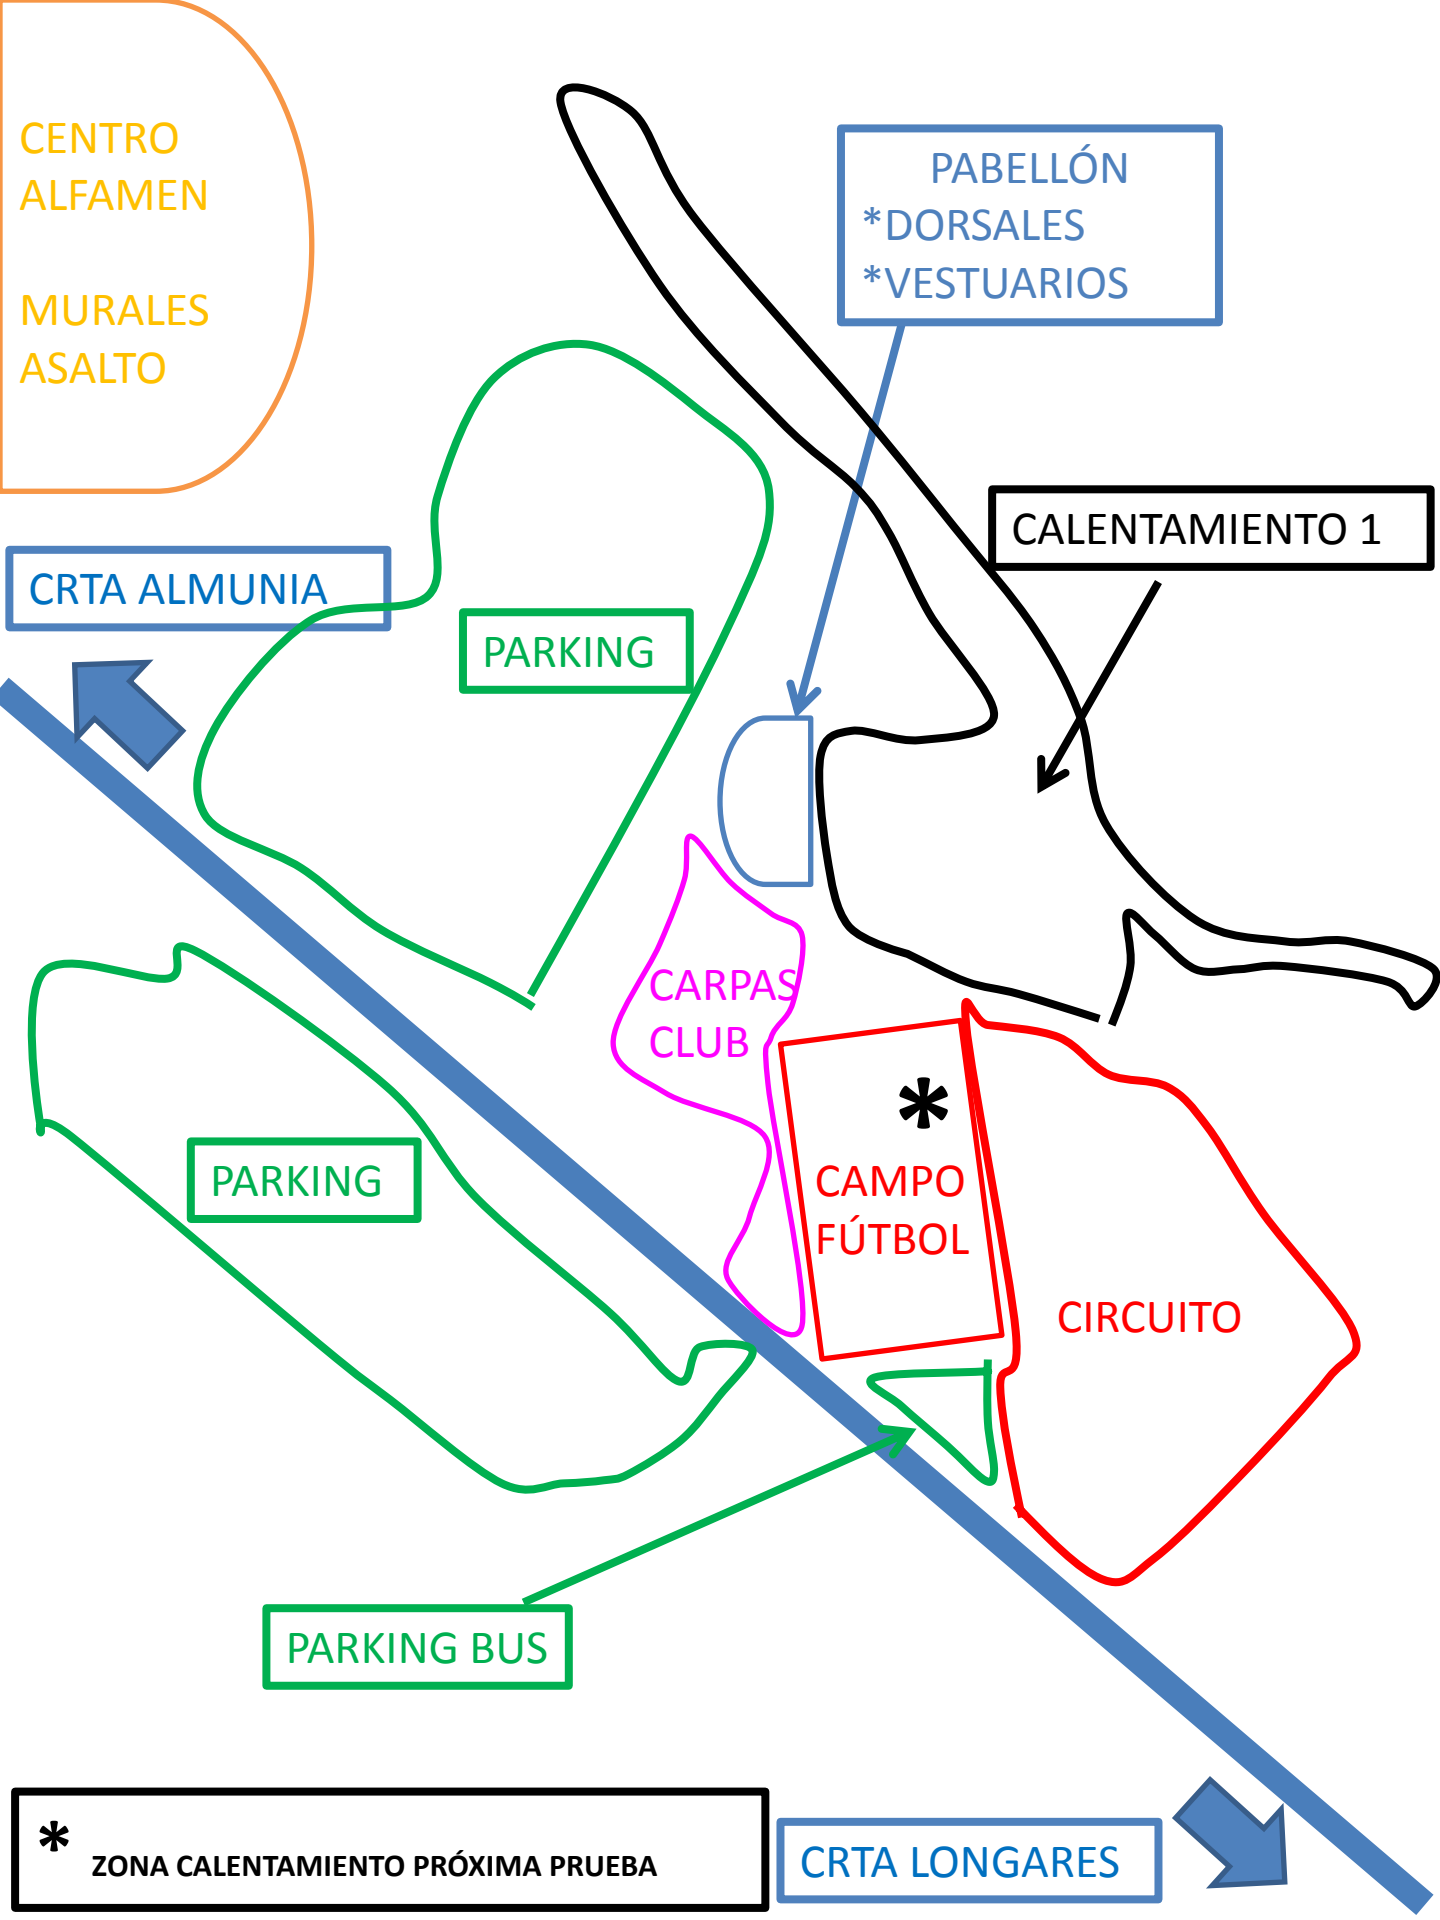 CENTRO
ALFAMEN
MURALES
ASALTO
PABELLÓN
*DORSALES
*VESTUARIOS
CALENTAMIENTO 1
CRTA ALMUNIA
PARKING
CARPAS
CLUB
*
CAMPO
FÚTBOL
PARKING
CIRCUITO
PARKING BUS
* ZONA CALENTAMIENTO PRÓXIMA PRUEBA
CRTA LONGARES